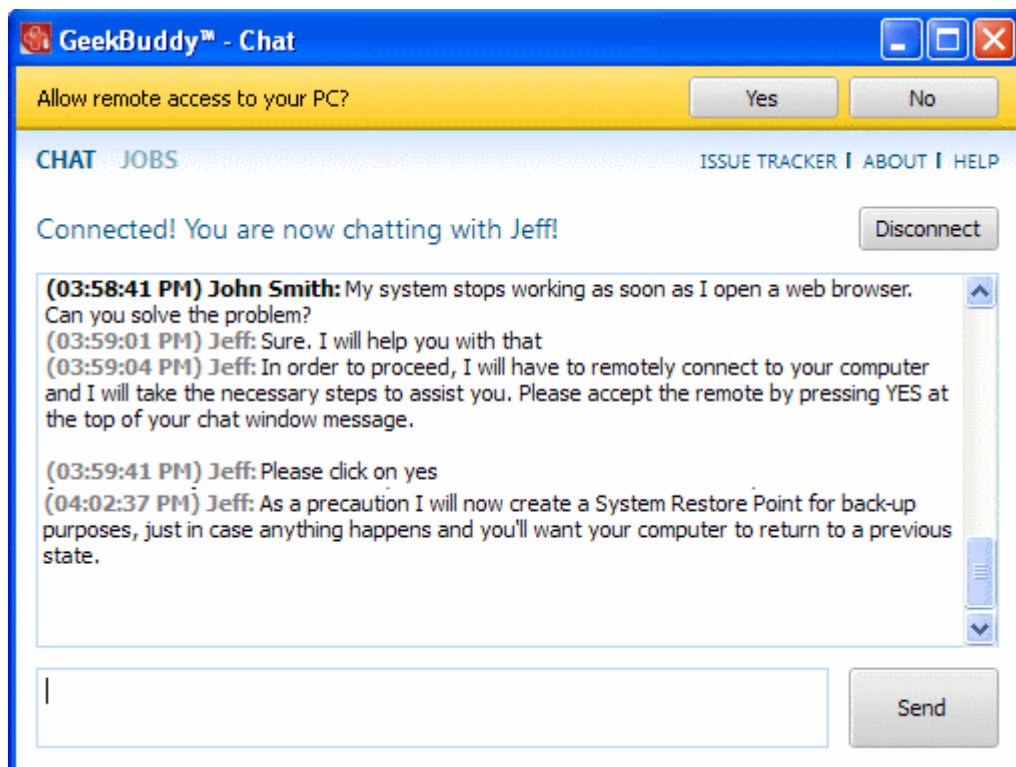 GeekBuddy™ - Chat
Allow remote access to your PC?
Yes
No
CHAT JOBS
ISSUE TRACKER | ABOUT | HELP
Connected! You are now chatting with Jeff!
Disconnect
(03:58:41 PM) John Smith: My system stops working as soon as I open a web browser.
Can you solve the problem?
(03:59:01 PM) Jeff: Sure. I will help you with that
(03:59:04 PM) Jeff: In order to proceed, I will have to remotely connect to your computer
and I will take the necessary steps to assist you. Please accept the remote by pressing YES at
the top of your chat window message.
(03:59:41 PM) Jeff: Please click on yes
(04:02:37 PM) Jeff: As a precaution I will now create a System Restore Point for back-up
purposes, just in case anything happens and you'll want your computer to return to a previous
state.
Send